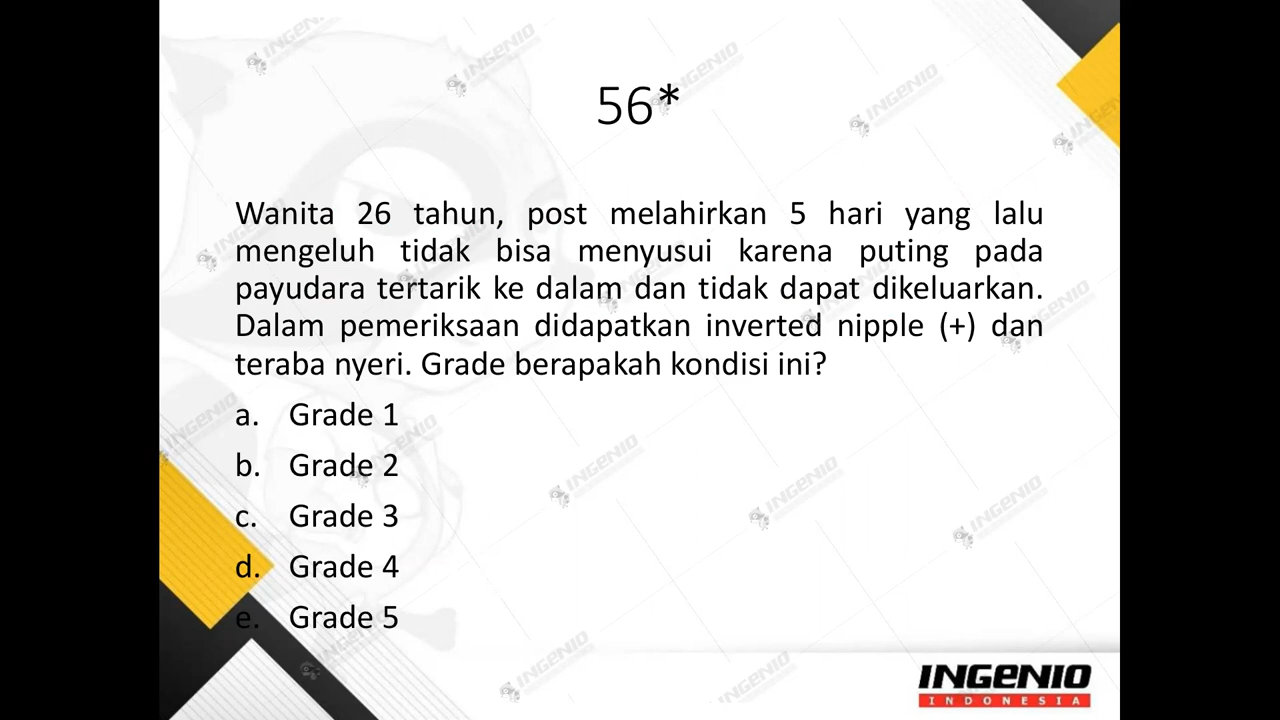 56*
Wanita 26 tahun, post melahirkan 5 hari yang lalu
mengeluh tidak bisa menyusui karena puting pada
payudara tertarik ke dalam dan tidak dapat dikeluarkan.
Dalam pemeriksaan didapatkan inverted nipple (+) dan
teraba nyeri. Grade berapakah kondisi ini?
a. Grade 1
b. Grade 2
c. Grade 3
d. Grade 4
e. Grade 5
INGENIO
INDONESIA